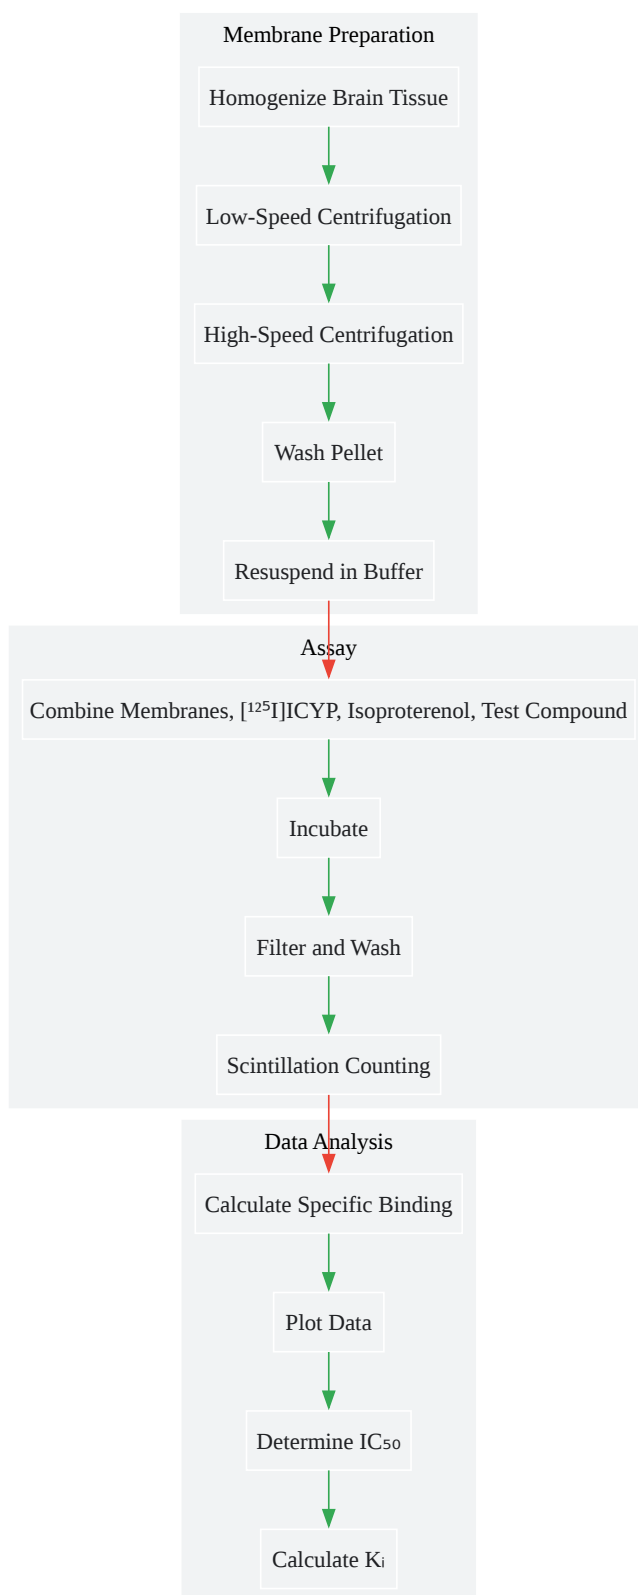 Membrane Preparation
Homogenize Brain Tissue
Low-Speed Centrifugation
High-Speed Centrifugation
Wash Pellet
Resuspend in Buffer
Assay
Combine Membranes, [¹²⁵I]ICYP, Isoproterenol, Test Compound
Incubate
Filter and Wash
Scintillation Counting
Data Analysis
Calculate Specific Binding
Plot Data
Determine IC₅₀
Calculate Kᵢ